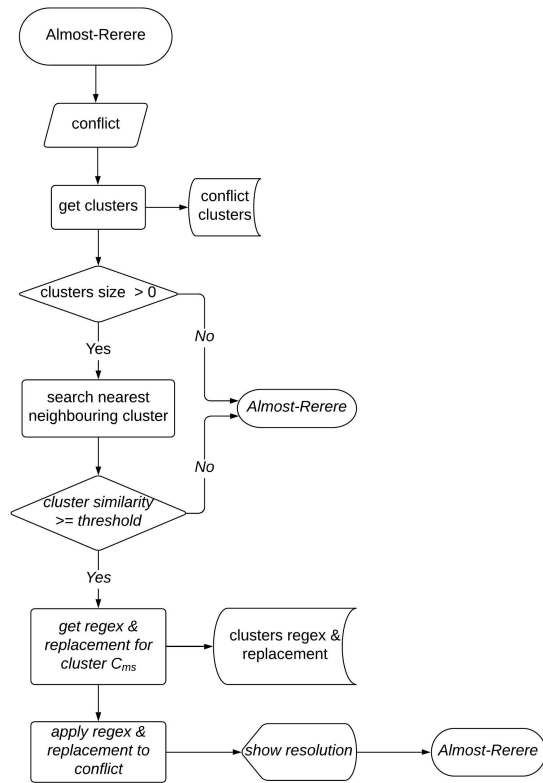 Almost-Rerere
conflict
get clusters
conflict
clusters
clusters size > 0
No
Yes
search nearest
neighbouring cluster
Almost-Rerere
No
cluster similarity
>= threshold
Yes
get regex &
replacement for
cluster Cms
clusters regex &
replacement
apply regex &
replacement to
conflict
show resolution
Almost-Rerere